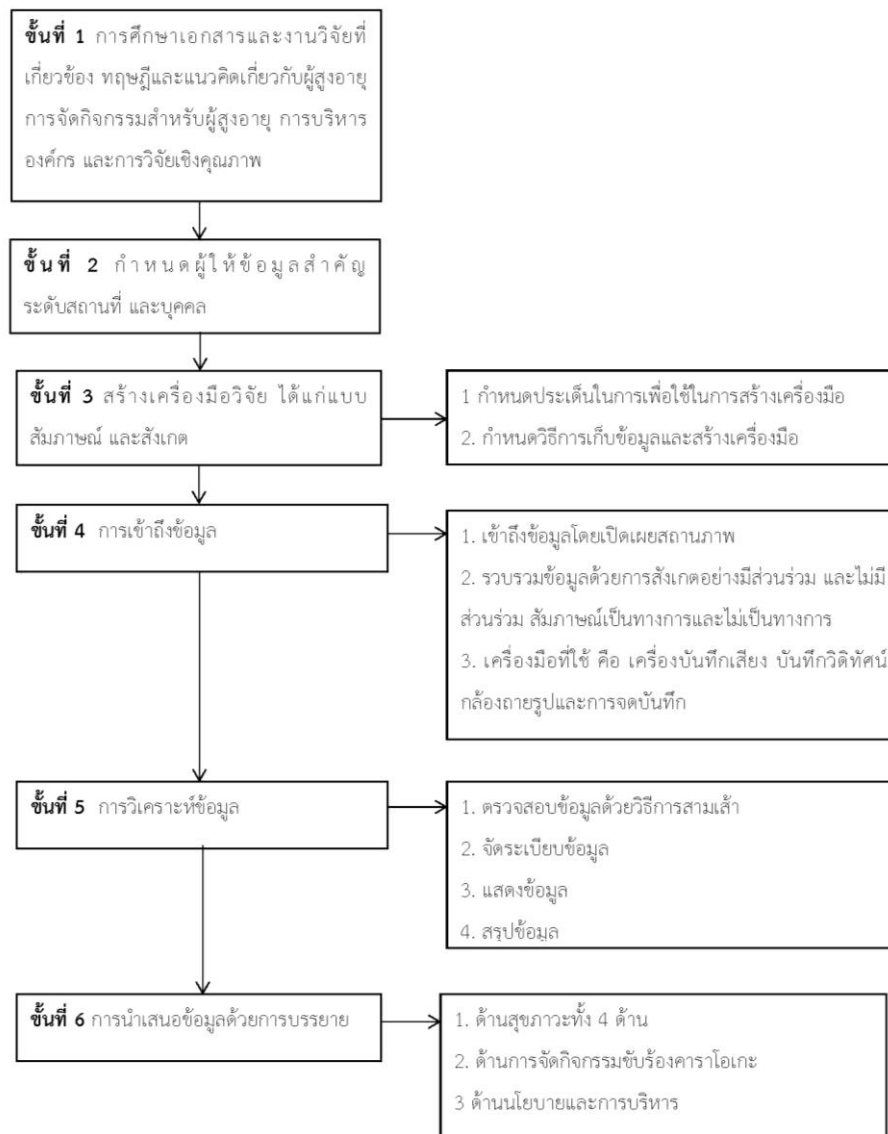 ขั้นที่ 1 การศึกษาเอกสารและงานวิจัยที่
เกี่ยวข้อง ทฤษฎีและแนวคิดเกี่ยวกับผู้สูงอายุ
การจัดกิจกรรมสำหรับผู้สูงอายุ การบริหาร
องค์กร และการวิจัยเชิงคุณภาพ
ขั้นที่ 2 กำหนดผู้ให้ข้อมูลสำคัญ
ระดับสถานที่ และบุคคล
ขั้นที่ 3 สร้างเครื่องมือวิจัย ได้แก่แบบ
สัมภาษณ์ และสังเกต
1 กำหนดประเด็นในการเพื่อใช้ในการสร้างเครื่องมือ
2. กำหนดวิธีการเก็บข้อมูลและสร้างเครื่องมือ
ขั้นที่ 4 การเข้าถึงข้อมูล
1. เข้าถึงข้อมูลโดยเปิดเผยสถานภาพ
2. รวบรวมข้อมูลด้วยการสังเกตอย่างมีส่วนร่วม และไม่มี
ส่วนร่วม สัมภาษณ์เป็นทางการและไม่เป็นทางการ
3. เครื่องมือที่ใช้ คือ เครื่องบันทึกเสียง บันทึกวิดิทัศน์
กล้องถายรูปและการจดบันทึก
ขั้นที่ 5 การวิเคราะห์ข้อมูล
1. ตรวจสอบข้อมูลด้วยวิธีการสามเส้า
2. จัดระเบียบข้อมูล
3. แสดงข้อมูล
4. สรุปข้อมูล
ขั้นที่ 6 การนำเสนอข้อมูลด้วยการบรรยาย
1. ด้านสุขภาวะทั้ง 4 ด้าน
2. ด้านการจัดกิจกรรมขับร้องคาราโอเกะ
3 ด้านนโยบายและการบริหาร